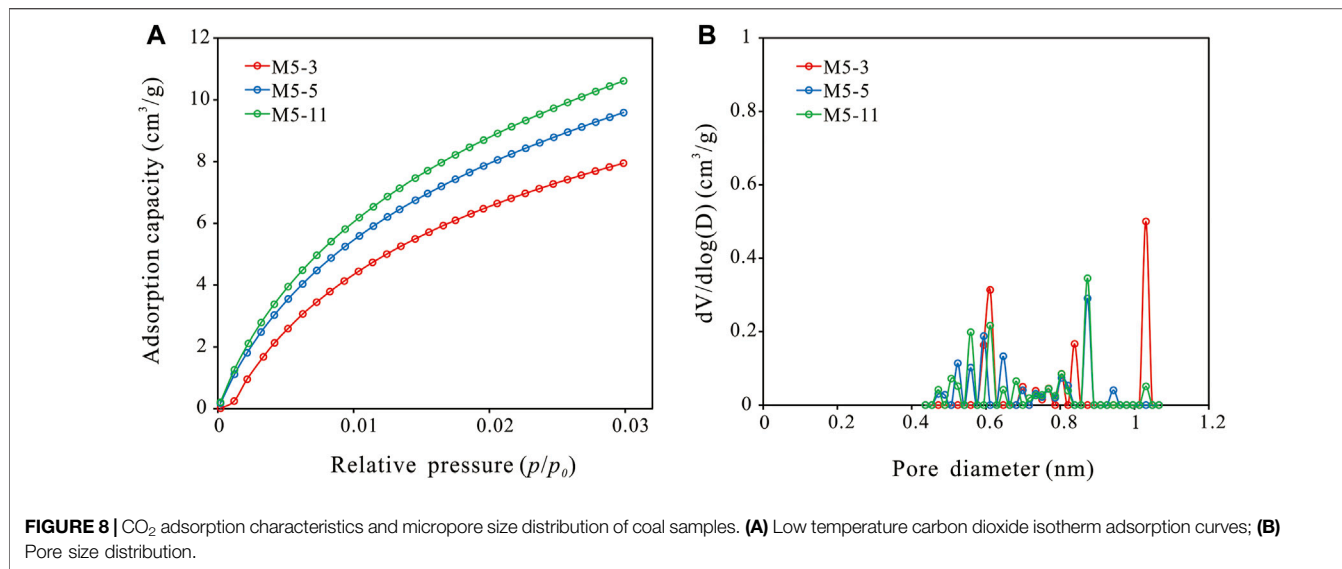 A
12
10
8
6
4
2
0
M5-3
M5-5
M5-11
Adsorption capacity (cm³/g)
0
0.01
0.02
0.03
Relative pressure (p/p₀)
B
1
0.8
0.6
0.4
0.2
0
M5-3
M5-5
M5-11
dV/dlog(D) (cm³/g)
0
0.2
0.4
0.6
0.8
1
1.2
Pore diameter (nm)
FIGURE 8 | CO₂ adsorption characteristics and micropore size distribution of coal samples. (A) Low temperature carbon dioxide isotherm adsorption curves; (B)
Pore size distribution.